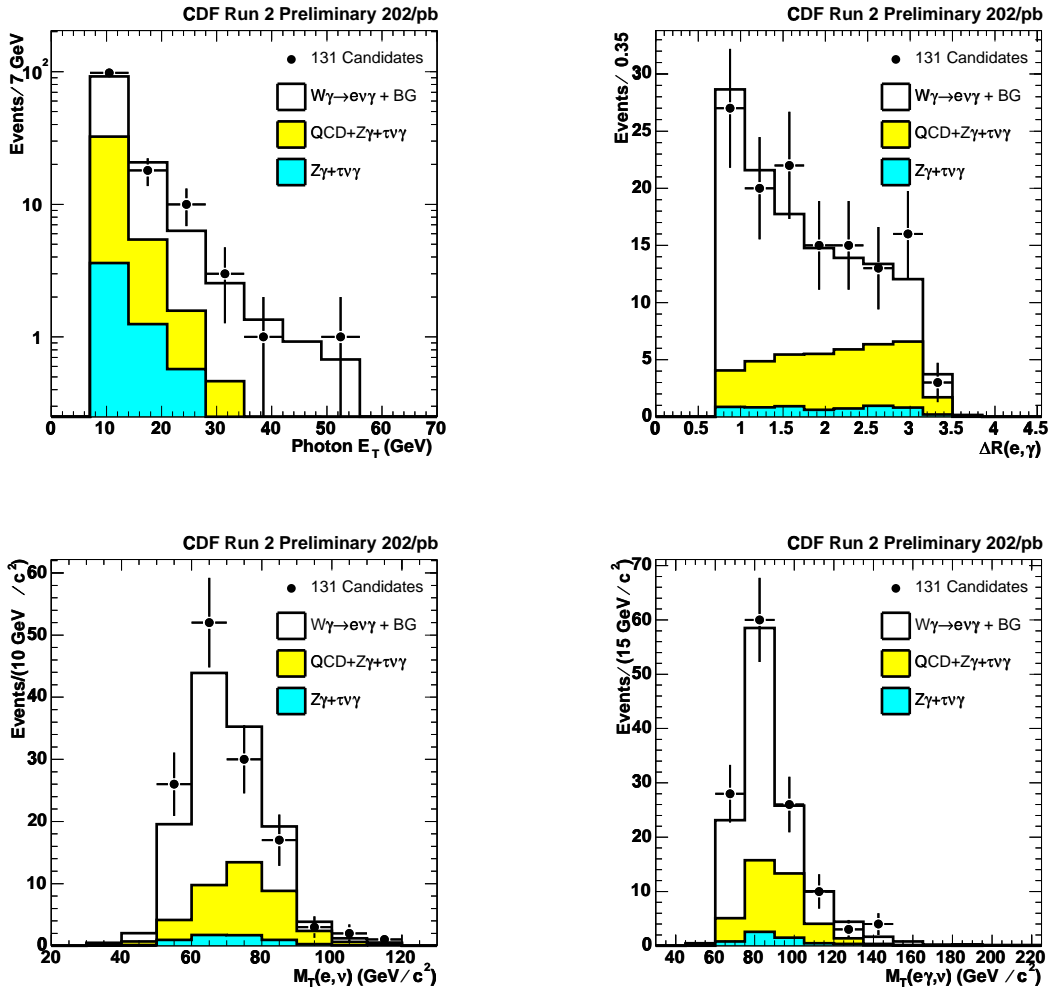 CDF Run 2 Preliminary 202/pb
Events/7 GeV
10²
10
1
131 Candidates
Wγ→eνγ + BG
QCD+Zγ+τνγ
Zγ+τνγ
0 10 20 30 40 50 60 70
Photon E_T (GeV)
CDF Run 2 Preliminary 202/pb
Events/ 0.35
30
25
20
15
10
5
0
131 Candidates
Wγ→eνγ + BG
QCD+Zγ+τνγ
Zγ+τνγ
0 0.5 1 1.5 2 2.5 3 3.5 4 4.5
ΔR(e,γ)
CDF Run 2 Preliminary 202/pb
Events/(10 GeV/c²)
60
50
40
30
20
10
0
131 Candidates
Wγ→eνγ + BG
QCD+Zγ+τνγ
Zγ+τνγ
20 40 60 80 100 120
M_T(e,ν) (GeV/c²)
CDF Run 2 Preliminary 202/pb
Events/(15 GeV/c²)
70
60
50
40
30
20
10
0
131 Candidates
Wγ→eνγ + BG
QCD+Zγ+τνγ
Zγ+τνγ
40 60 80 100 120 140 160 180 200 220
M_T(eγ,ν) (GeV/c²)